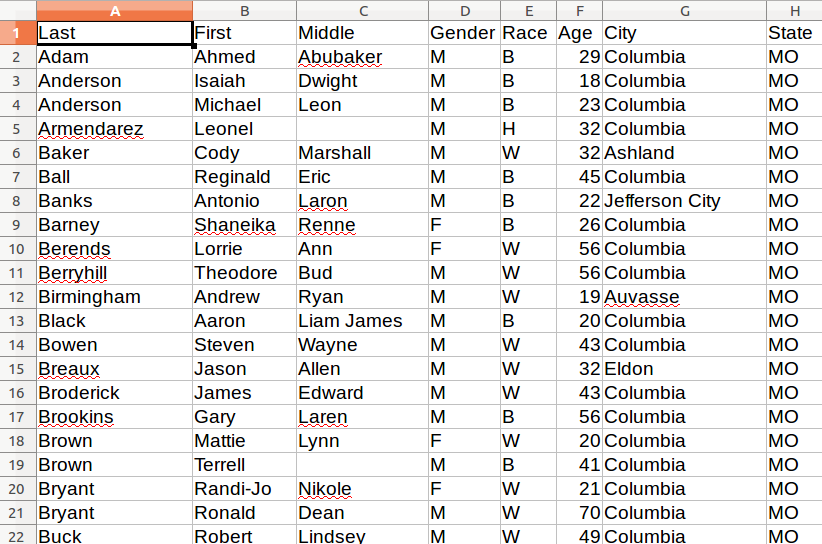 A B C D E F G H
1 Last First Middle Gender Race Age City State
2 Adam Ahmed Abubaker M B 29 Columbia MO
3 Anderson Isaiah Dwight M B 18 Columbia MO
4 Anderson Michael Leon M B 23 Columbia MO
5 Armendarez Leonel M H 32 Columbia MO
6 Baker Cody Marshall M W 32 Ashland MO
7 Ball Reginald Eric M B 45 Columbia MO
8 Banks Antonio Laron M B 22 Jefferson City MO
9 Barney Shaneika Renne F B 26 Columbia MO
10 Berends Lorrie Ann F W 56 Columbia MO
11 Berryhill Theodore Bud M W 56 Columbia MO
12 Birmingham Andrew Ryan M W 19 Auvasse MO
13 Black Aaron Liam James M B 20 Columbia MO
14 Bowen Steven Wayne M W 43 Columbia MO
15 Breaux Jason Allen M W 32 Eldon MO
16 Broderick James Edward M W 43 Columbia MO
17 Brookins Gary Laren M B 56 Columbia MO
18 Brown Mattie Lynn F W 20 Columbia MO
19 Brown Terrell M B 41 Columbia MO
20 Bryant Randi-Jo Nikole F W 21 Columbia MO
21 Bryant Ronald Dean M W 70 Columbia MO
22 Buck Robert Lindsey M W 49 Columbia MO